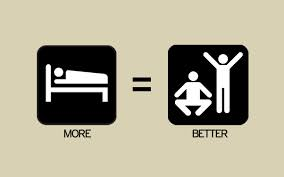 =
MORE
BETTER